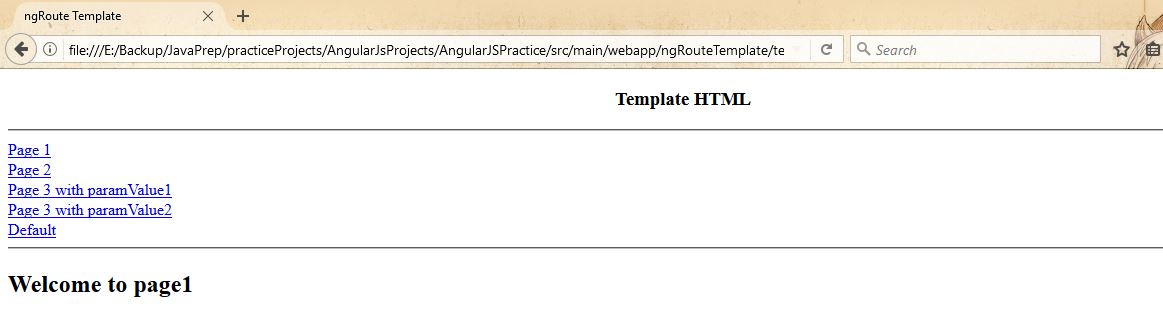 ngRoute Template
file:///E:/Backup/JavaPrep/practiceProjects/AngularJsProjects/AngularJSPractice/src/main/webapp/ngRouteTemplate/te
Search
Template HTML
Page 1
Page 2
Page 3 with paramValue1
Page 3 with paramValue2
Default
Welcome to page1